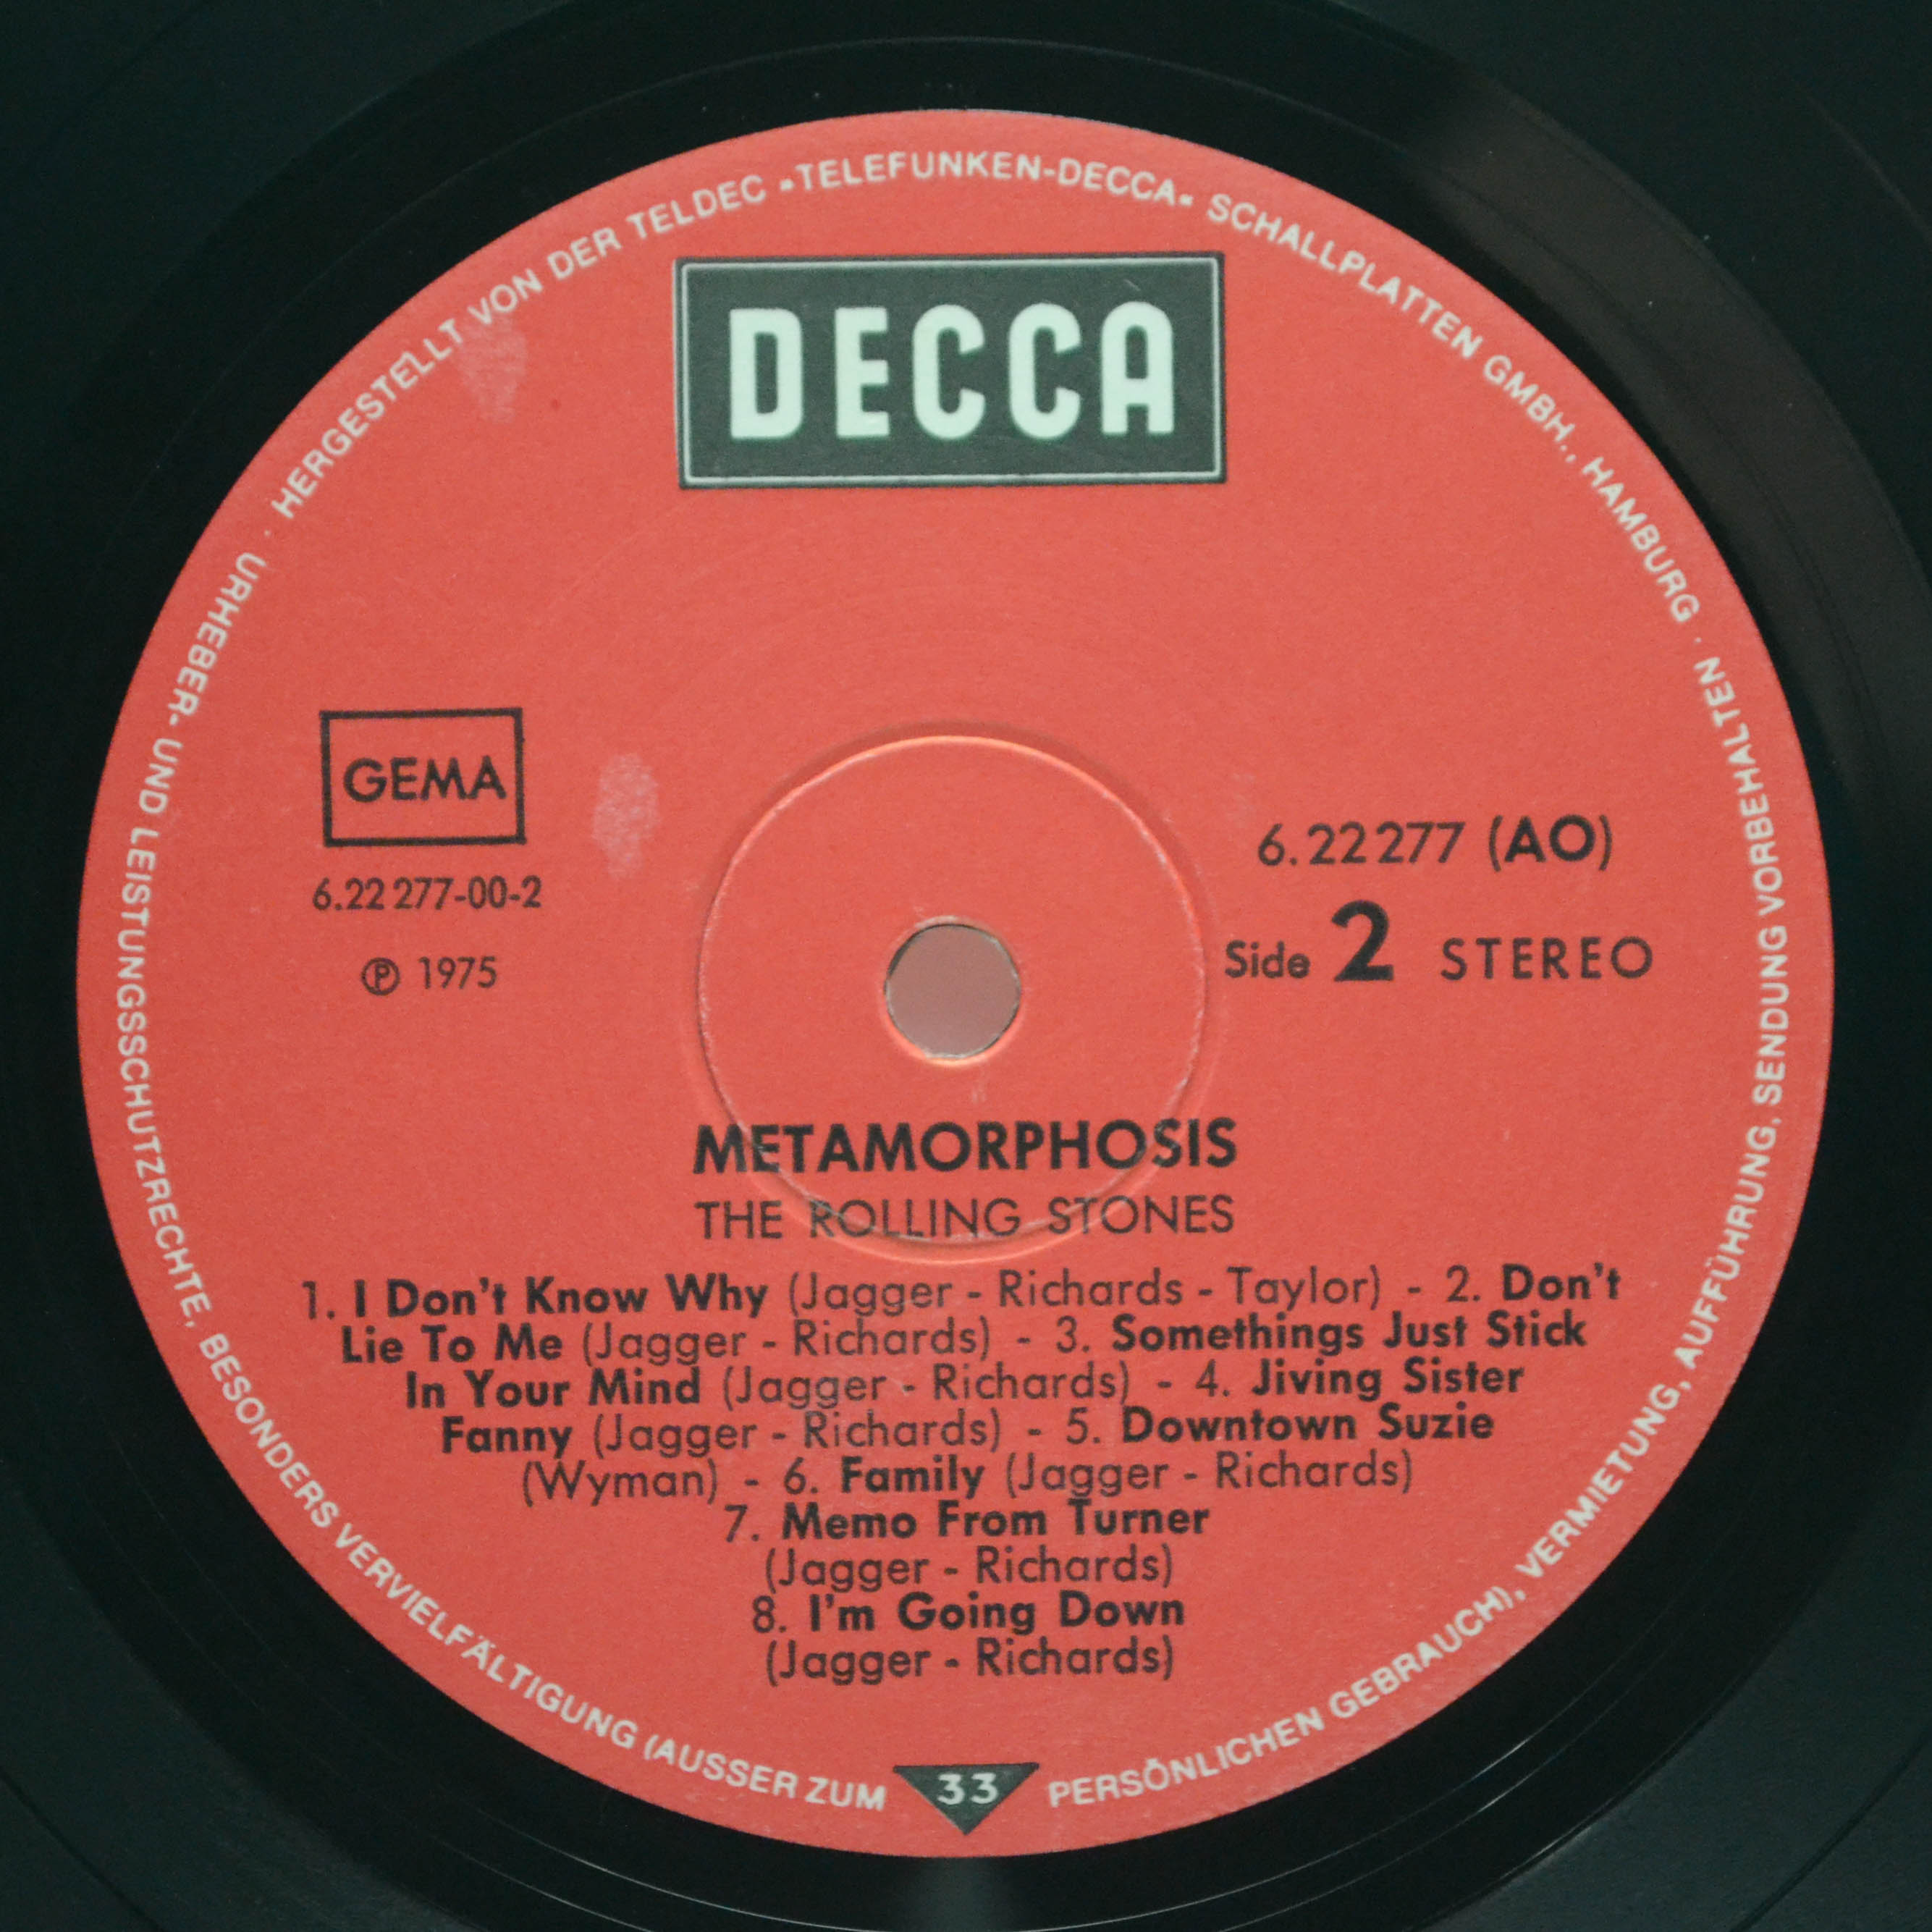 HERGESTELLT VON DER TELDEC »TELEFUNKEN-DECCA« SCHALLPLATTEN GMBH., HAMBURG ·
URHEBER- UND LEISTUNGSSCHUTZRECHTE, BESONDERS VERVIELFÄLTIGUNG (AUSSER ZUM PERSÖNLICHEN GEBRAUCH), VERMIETUNG, AUFFÜHRUNG, SENDUNG VORBEHALTEN ·
DECCA
GEMA
6.22 277-00-2
℗ 1975
6.22277 (AO)
Side 2 STEREO
METAMORPHOSIS
THE ROLLING STONES
1. I Don't Know Why (Jagger - Richards - Taylor) - 2. Don't
Lie To Me (Jagger - Richards) - 3. Somethings Just Stick
In Your Mind (Jagger - Richards) - 4. Jiving Sister
Fanny (Jagger - Richards) - 5. Downtown Suzie
(Wyman) - 6. Family (Jagger - Richards)
7. Memo From Turner
(Jagger - Richards)
8. I'm Going Down
(Jagger - Richards)
33